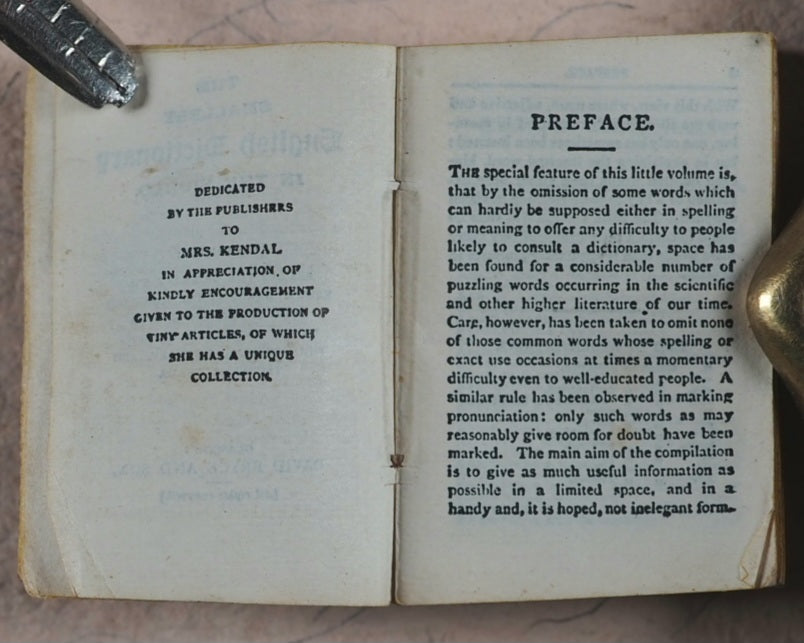 DEDICATED
BY THE PUBLISHERS
TO
MRS. KENDAL
IN APPRECIATION OF
KINDLY ENCOURAGEMENT
GIVEN TO THE PRODUCTION OF
TINY ARTICLES, OF WHICH
SHE HAS A UNIQUE
COLLECTION.
PREFACE.
THE special feature of this little volume is,
that by the omission of some words which
can hardly be supposed either in spelling
or meaning to offer any difficulty to people
likely to consult a dictionary, space has
been found for a considerable number of
puzzling words occurring in the scientific
and other higher literature of our time.
Care, however, has been taken to omit none
of those common words whose spelling or
exact use occasions at times a momentary
difficulty even to well-educated people. A
similar rule has been observed in marking
pronunciation: only such words as may
reasonably give room for doubt have been
marked. The main aim of the compilation
is to give as much useful information as
possible in a limited space, and in a
handy and, it is hoped, not inelegant form.